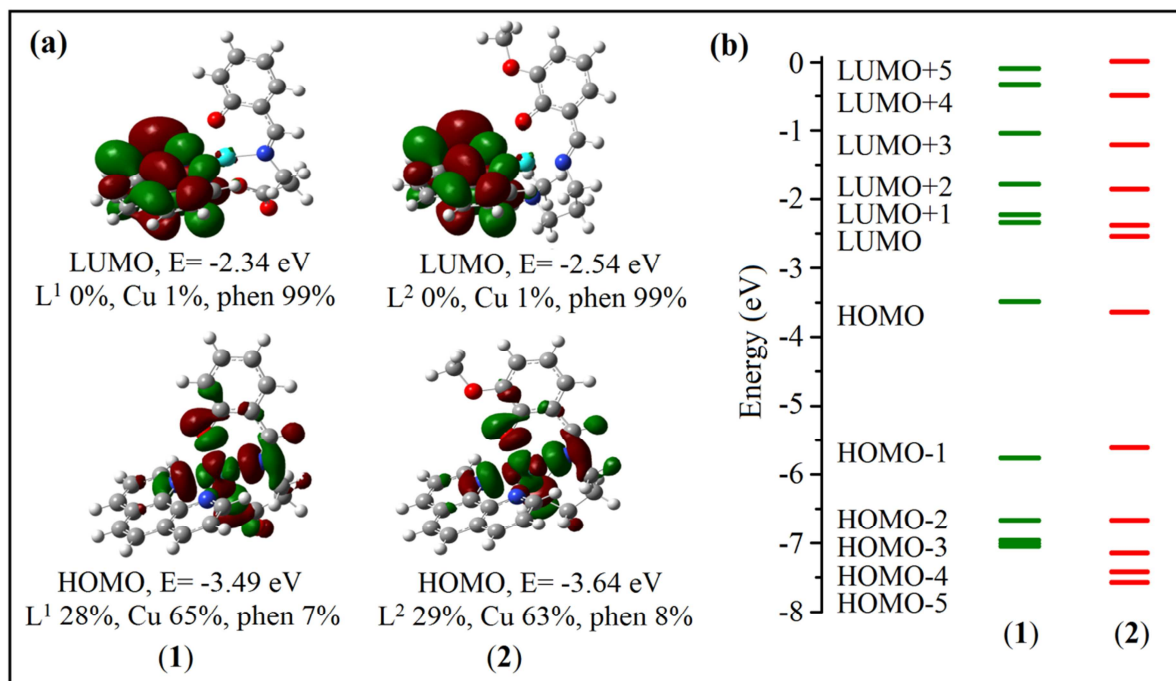 (a)
LUMO, E= -2.34 eV
L¹ 0%, Cu 1%, phen 99%
LUMO, E= -2.54 eV
L² 0%, Cu 1%, phen 99%
HOMO, E= -3.49 eV
L¹ 28%, Cu 65%, phen 7%
(1)
HOMO, E= -3.64 eV
L² 29%, Cu 63%, phen 8%
(2)
(b)
Energy (eV)
0
-1
-2
-3
-4
-5
-6
-7
-8
LUMO+5
LUMO+4
LUMO+3
LUMO+2
LUMO+1
LUMO
HOMO
HOMO-1
HOMO-2
HOMO-3
HOMO-4
HOMO-5
(1)
(2)